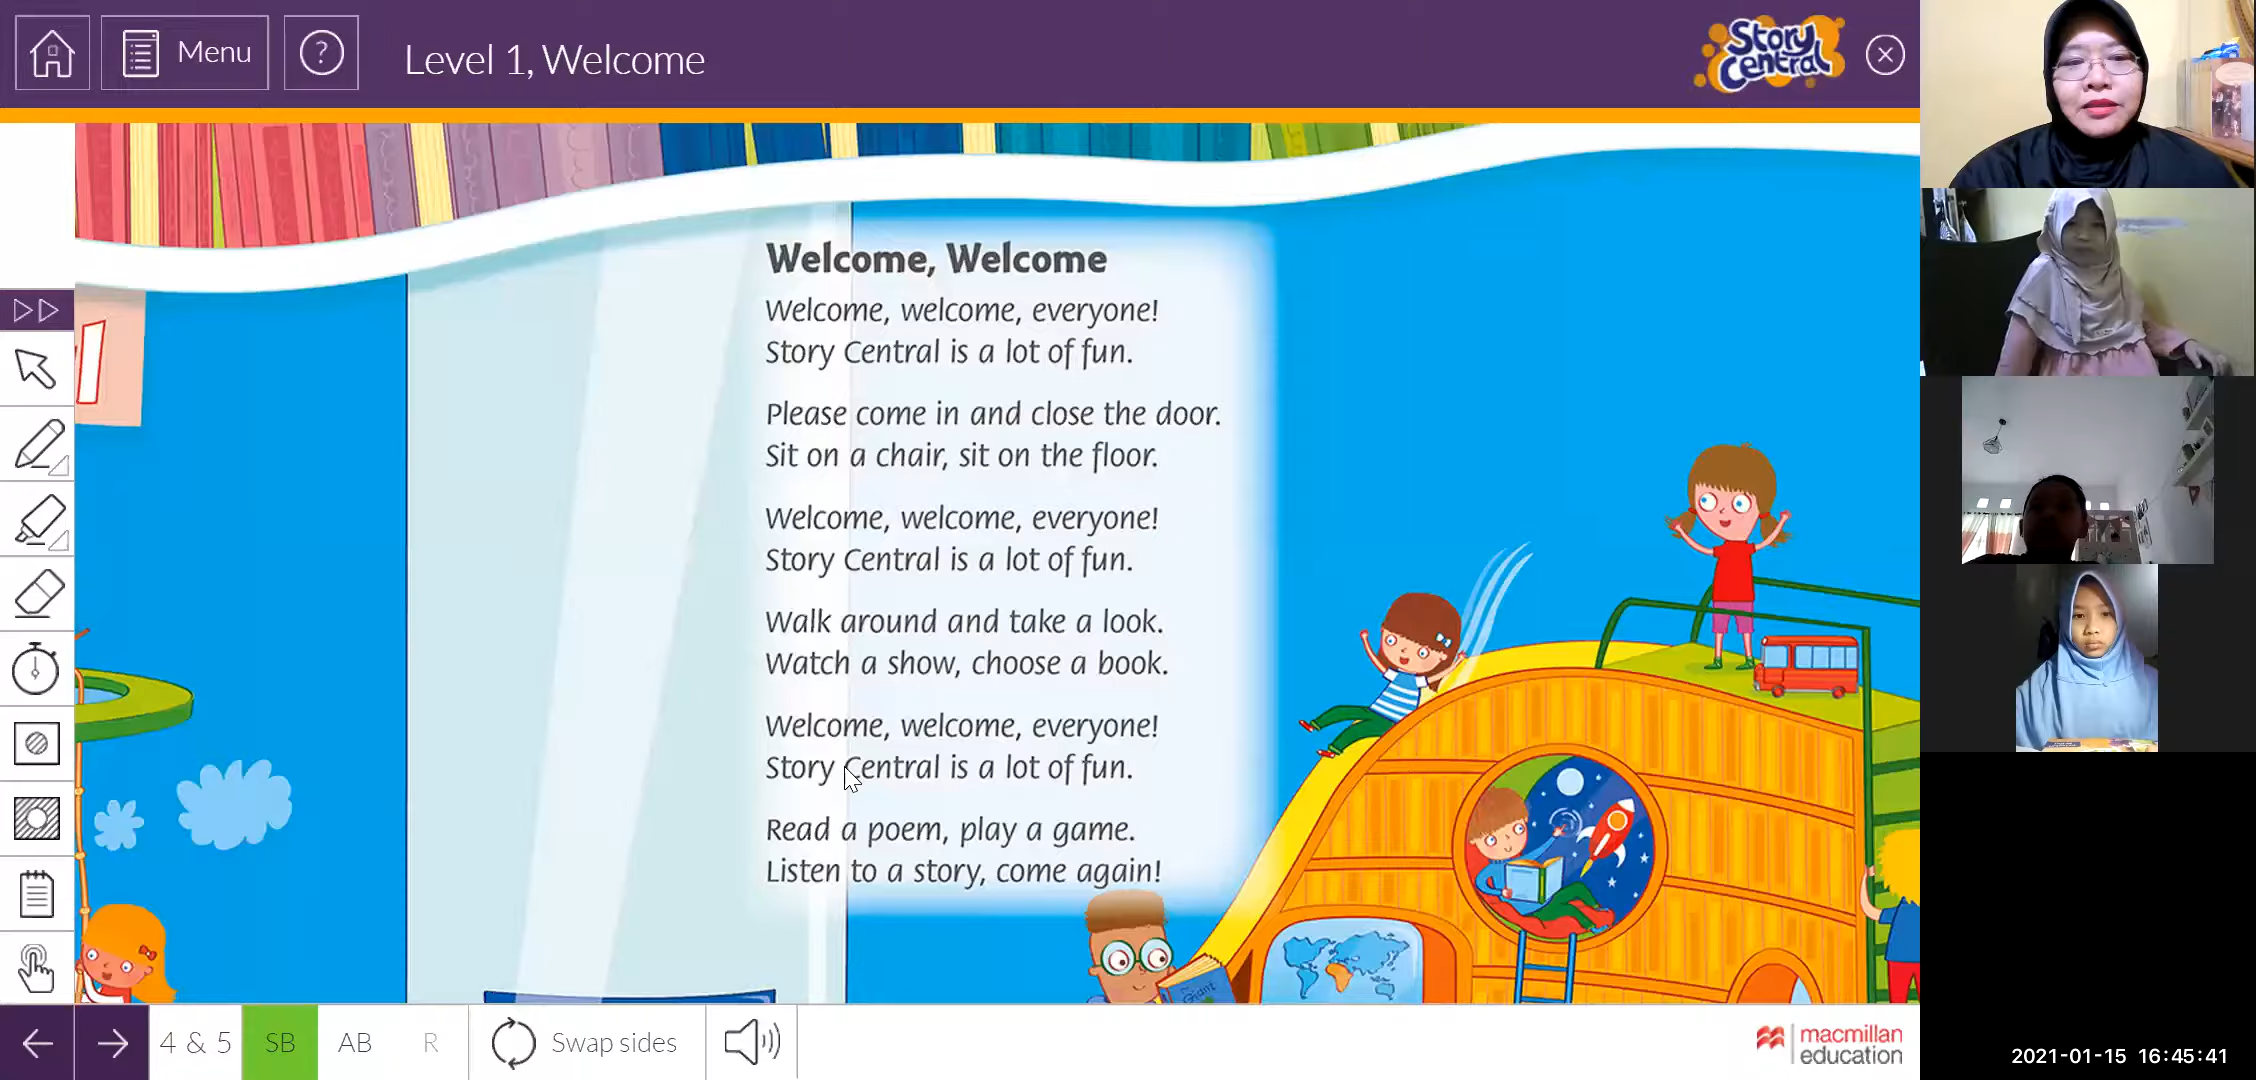 Menu
?
Level 1, Welcome
Story Central
Welcome, Welcome
Welcome, welcome, everyone!
Story Central is a lot of fun.
Please come in and close the door.
Sit on a chair, sit on the floor.
Welcome, welcome, everyone!
Story Central is a lot of fun.
Walk around and take a look.
Watch a show, choose a book.
Welcome, welcome, everyone!
Story Central is a lot of fun.
Read a poem, play a game.
Listen to a story, come again!
Giant
4 & 5
SB
AB
R
Swap sides
macmillan
education
2021-01-15 16:45:41